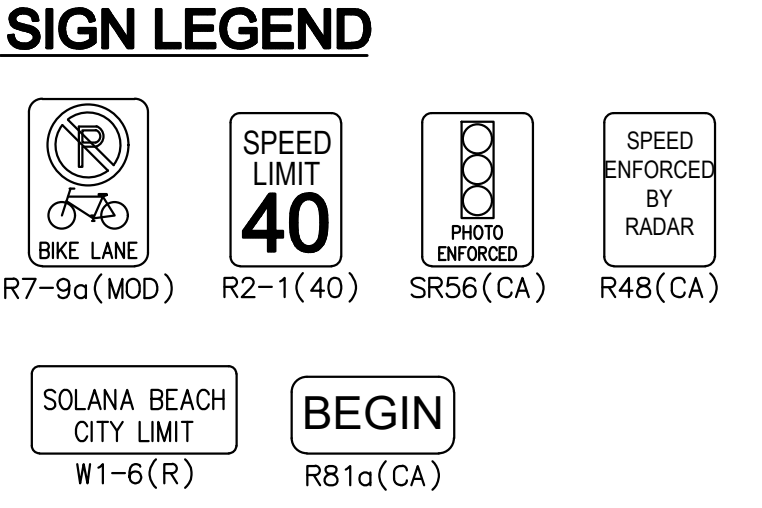 SIGN LEGEND
P
BIKE LANE
R7-9a(MOD)
SPEED
LIMIT
40
R2-1(40)
PHOTO
ENFORCED
SR56(CA)
SPEED
ENFORCED
BY
RADAR
R48(CA)
SOLANA BEACH
CITY LIMIT
W1-6(R)
BEGIN
R81a(CA)